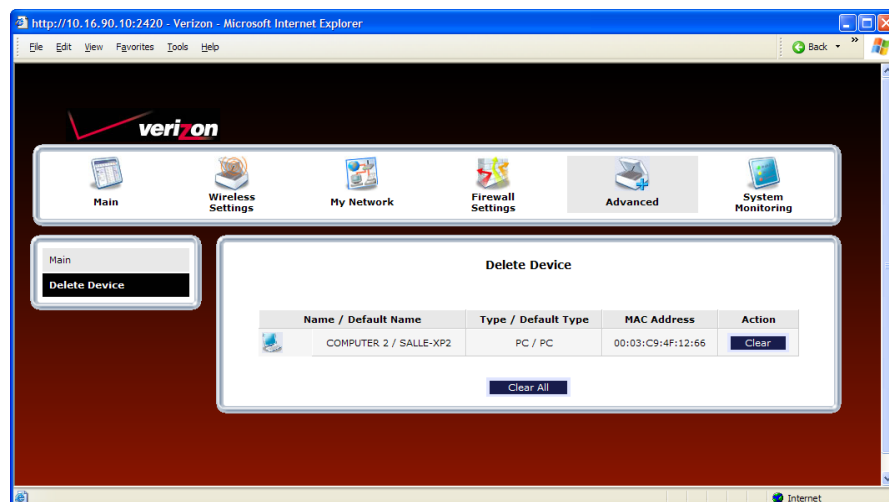 http://10.16.90.10:2420 - Verizon - Microsoft Internet Explorer
File Edit View Favorites Tools Help
Back
»
verizon
Main
Wireless Settings
My Network
Firewall Settings
Advanced
System Monitoring
Main
Delete Device
Delete Device
Name / Default Name Type / Default Type MAC Address Action
COMPUTER 2 / SALLE-XP2 PC / PC 00:03:C9:4F:12:66 Clear
Clear All
Internet